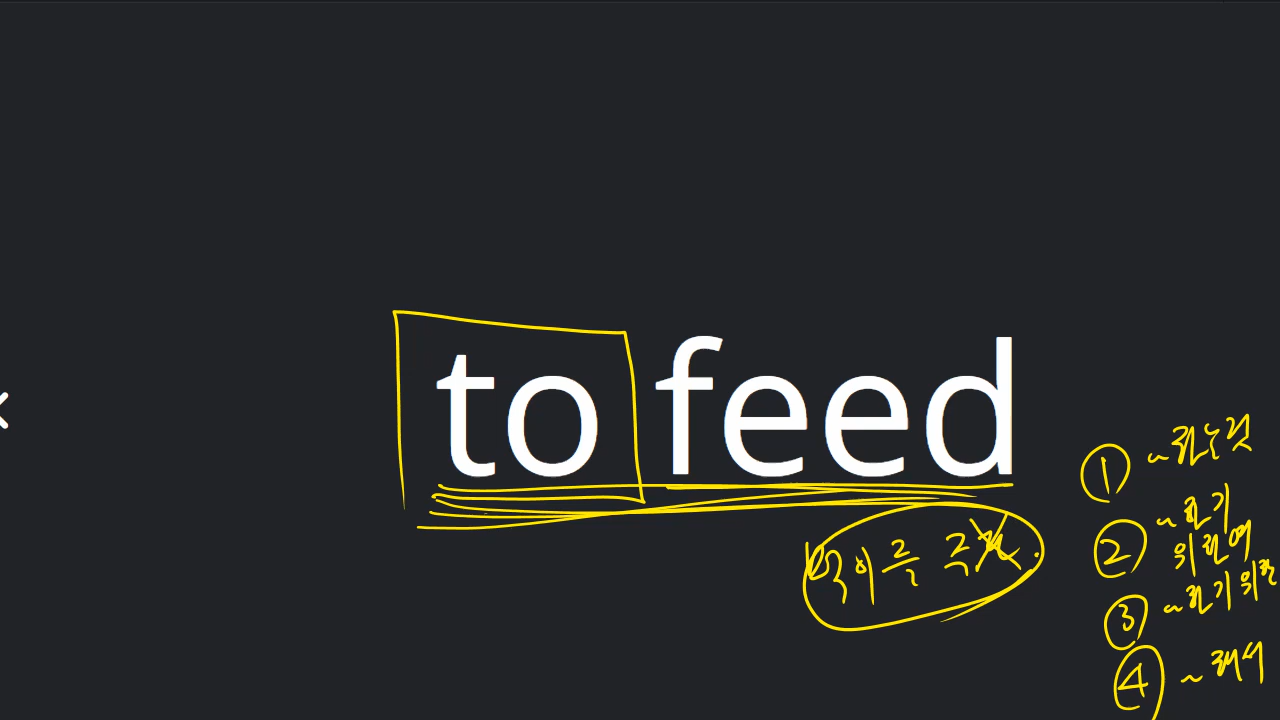 to feed
① ~하는것
② ~하기
위하여
③ ~하기 위한
④ ~해서
먹이를 주